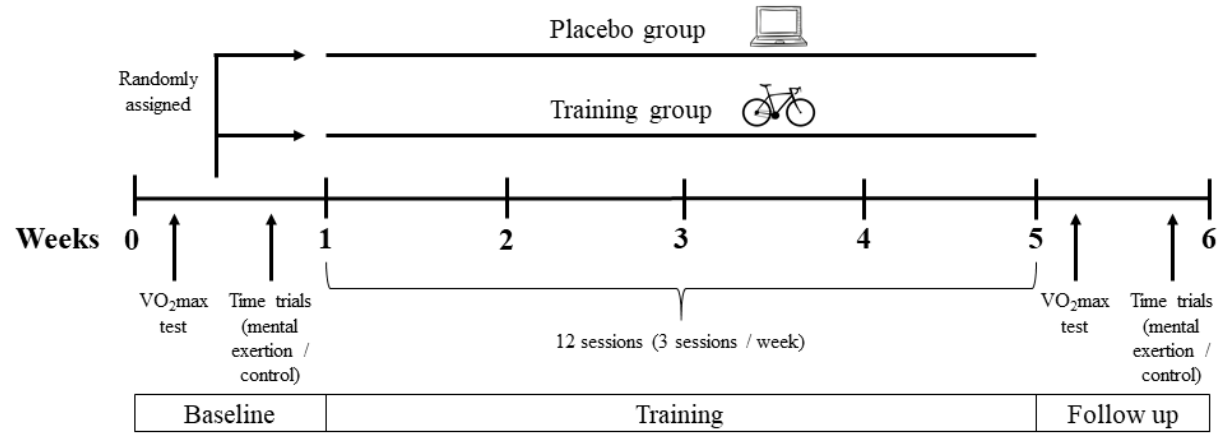 Placebo group
Randomly
assigned
Training group
Weeks 0 1 2 3 4 5 6
VO₂max
test
Time trials
(mental
exertion /
control)
12 sessions (3 sessions / week)
VO₂max
test
Time trials
(mental
exertion /
control)
Baseline Training Follow up